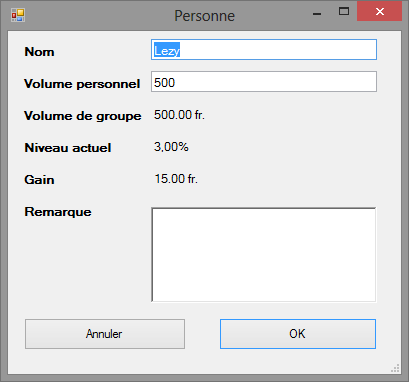 Personne
Nom Lezy
Volume personnel 500
Volume de groupe 500.00 fr.
Niveau actuel 3,00%
Gain 15.00 fr.
Remarque
Annuler OK